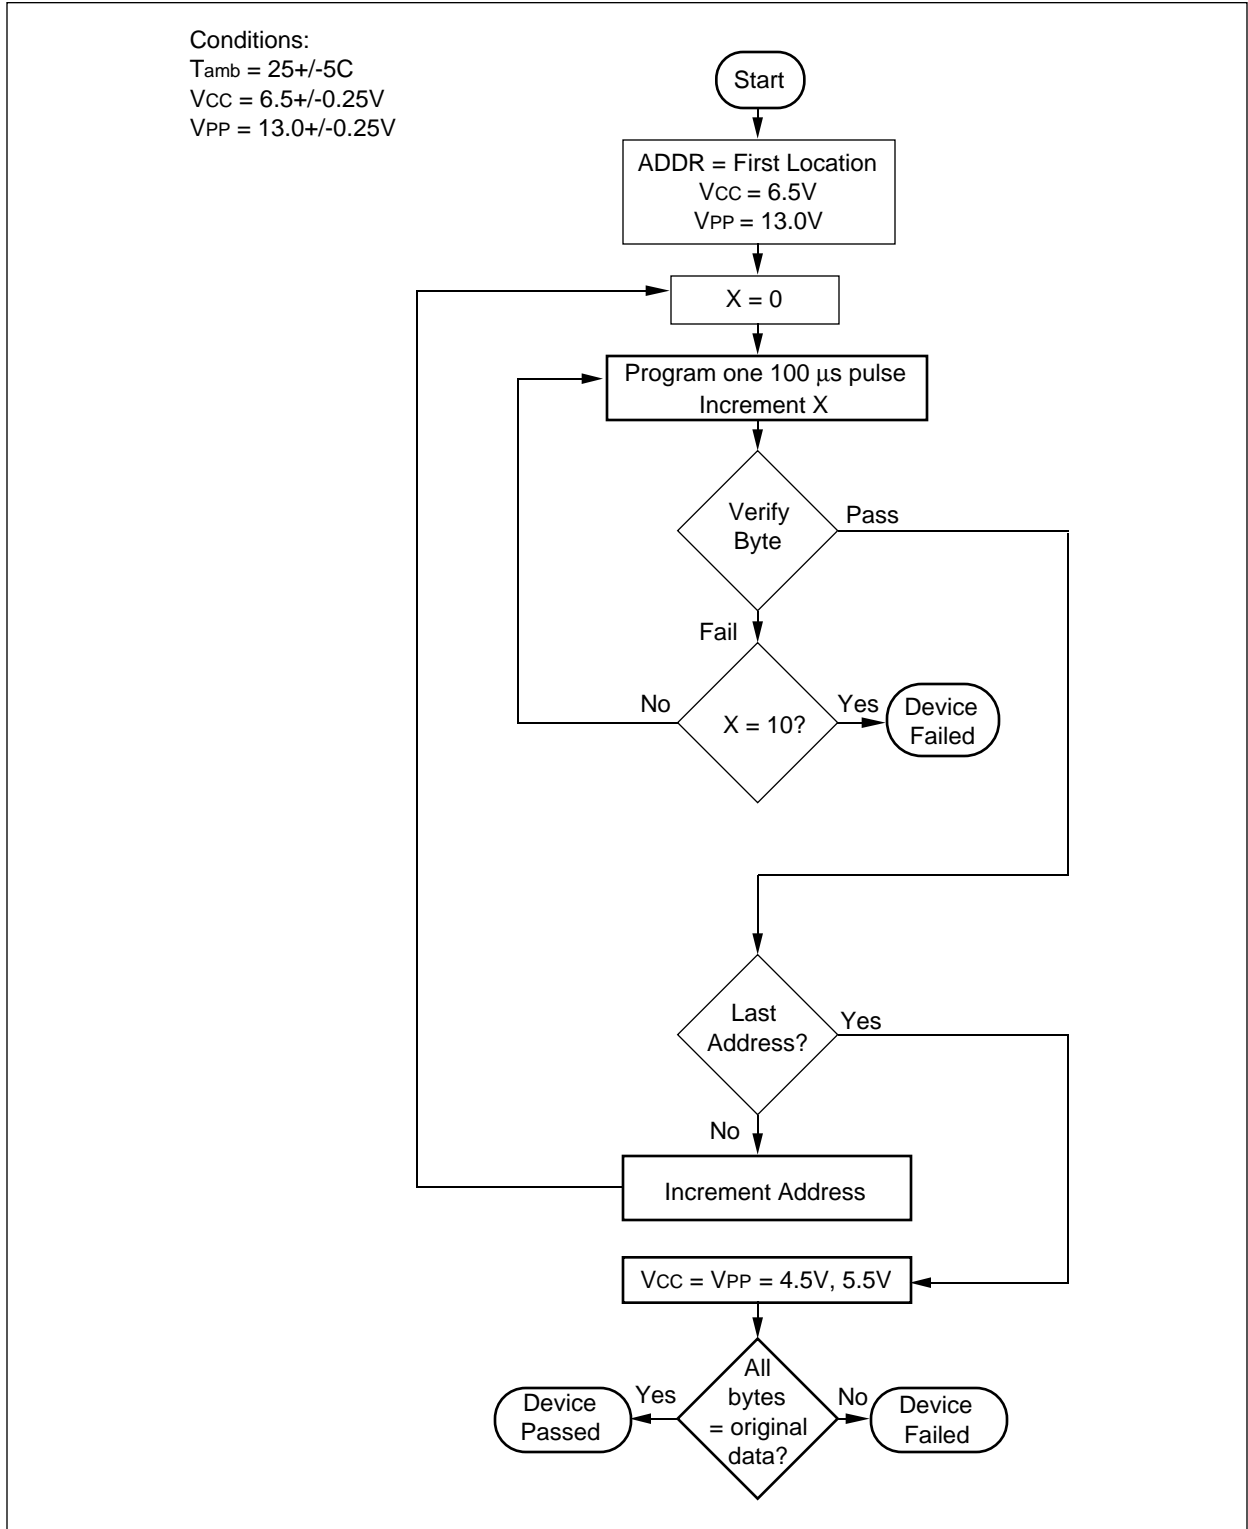 Conditions:
Tamb = 25+/-5C
VCC = 6.5+/-0.25V
VPP = 13.0+/-0.25V
Start
ADDR = First Location
VCC = 6.5V
VPP = 13.0V
X = 0
Program one 100 µs pulse
Increment X
Verify
Byte
Pass
Fail
No
X = 10?
Yes
Device
Failed
Last
Address?
Yes
No
Increment Address
VCC = VPP = 4.5V, 5.5V
All
bytes
= original
data?
Yes
Device
Passed
No
Device
Failed